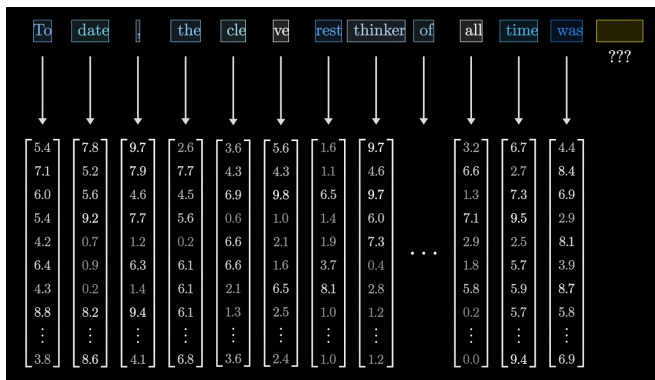 To date , the cle ve rest thinker of all time was
???
5.4 7.8 9.7 2.6 3.6 5.6 1.6 9.7 3.2 6.7 4.4
7.1 5.2 7.9 7.7 4.3 4.3 1.1 4.6 6.6 2.7 8.4
6.0 5.6 4.6 4.5 6.9 9.8 6.5 9.7 1.3 7.3 6.9
5.4 9.2 7.7 5.6 0.6 1.0 1.4 6.0 7.1 9.5 2.9
4.2 0.7 1.2 0.2 6.6 2.1 1.9 7.3 2.9 2.5 8.1
6.4 0.9 6.3 6.1 6.6 1.6 3.7 0.4 ... 1.8 5.7 3.9
4.3 0.2 1.4 6.1 2.1 6.5 8.1 2.8 5.8 5.9 8.7
8.8 8.2 9.4 6.1 1.3 2.5 1.0 1.2 0.2 5.7 5.8
⋮ ⋮ ⋮ ⋮ ⋮ ⋮ ⋮ ⋮ ⋮ ⋮ ⋮
3.8 8.6 4.1 6.8 3.6 2.4 1.0 1.2 0.0 9.4 6.9